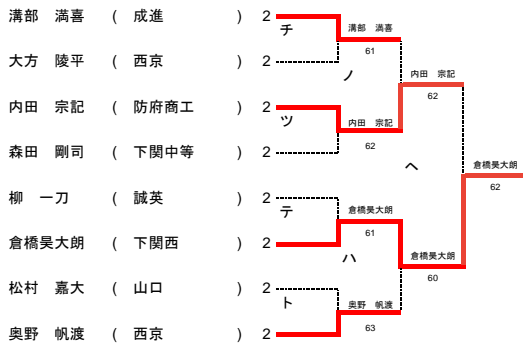 溝部　満喜　(　成進　)　2
チ
溝部　満喜
61
大方　陵平　(　西京　)　2
ノ
内田　宗記
62
内田　宗記　(　防府商工　)　2
ツ
内田　宗記
62
森田　剛司　(　下関中等　)　2
ヘ
倉橋昊大朗
62
柳　一刀　(　誠英　)　2
テ
倉橋昊大朗
61
倉橋昊大朗　(　下関西　)　2
ハ
倉橋昊大朗
60
松村　嘉大　(　山口　)　2
ト
奥野　帆渡
63
奥野　帆渡　(　西京　)　2